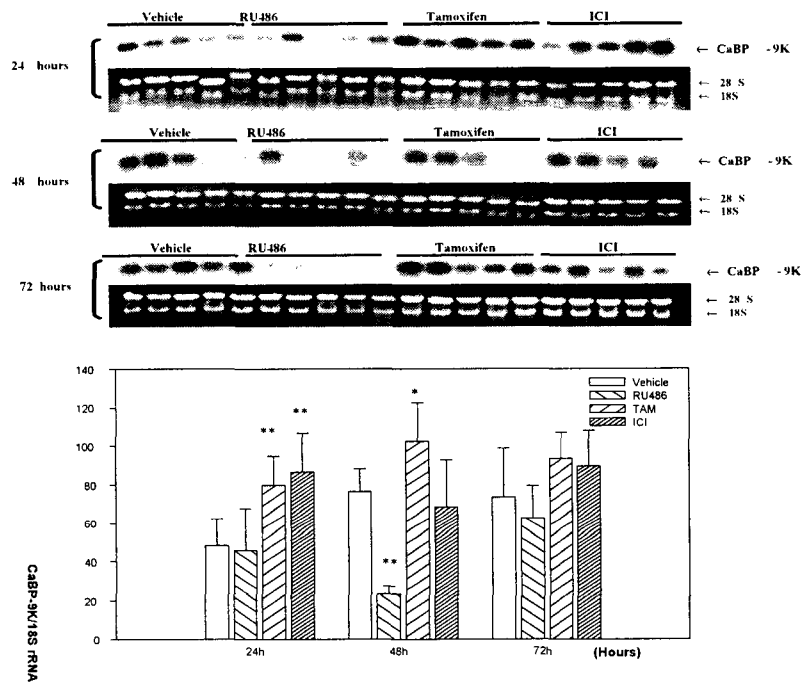 Vehicle RU486 Tamoxifen ICI
← CaBP -9K
24 hours
← 28 S
← 18S
Vehicle RU486 Tamoxifen ICI
← CaBP -9K
48 hours
← 28 S
← 18S
Vehicle RU486 Tamoxifen ICI
← CaBP -9K
72 hours
← 28 S
← 18S
140
120
100
80
60
40
20
0
CaBP-9K/18S rRNA
** **
**
*
Vehicle
RU486
TAM
ICI
24h 48h 72h (Hours)